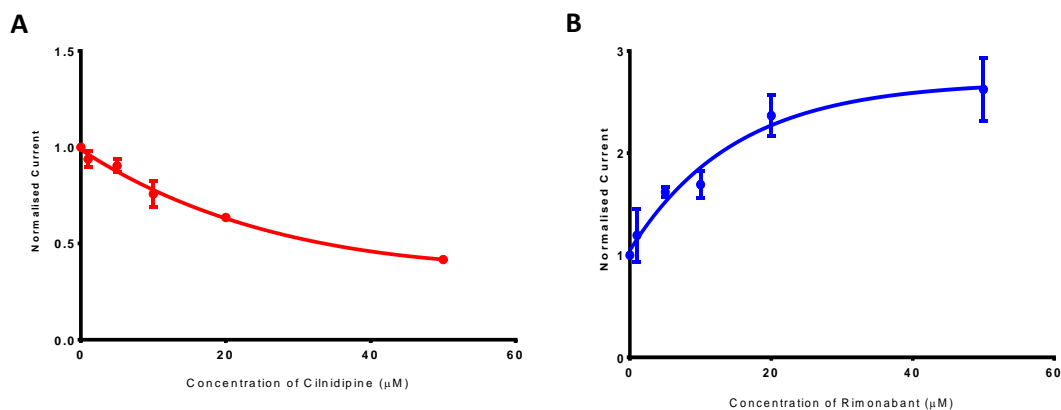 A
1.5
1.0
0.5
0.0
Normalised Current
0
20
40
60
Concentration of Cilnidipine (μM)
B
3
2
1
0
Normalised Current
0
20
40
60
Concentration of Rimonabant (μM)